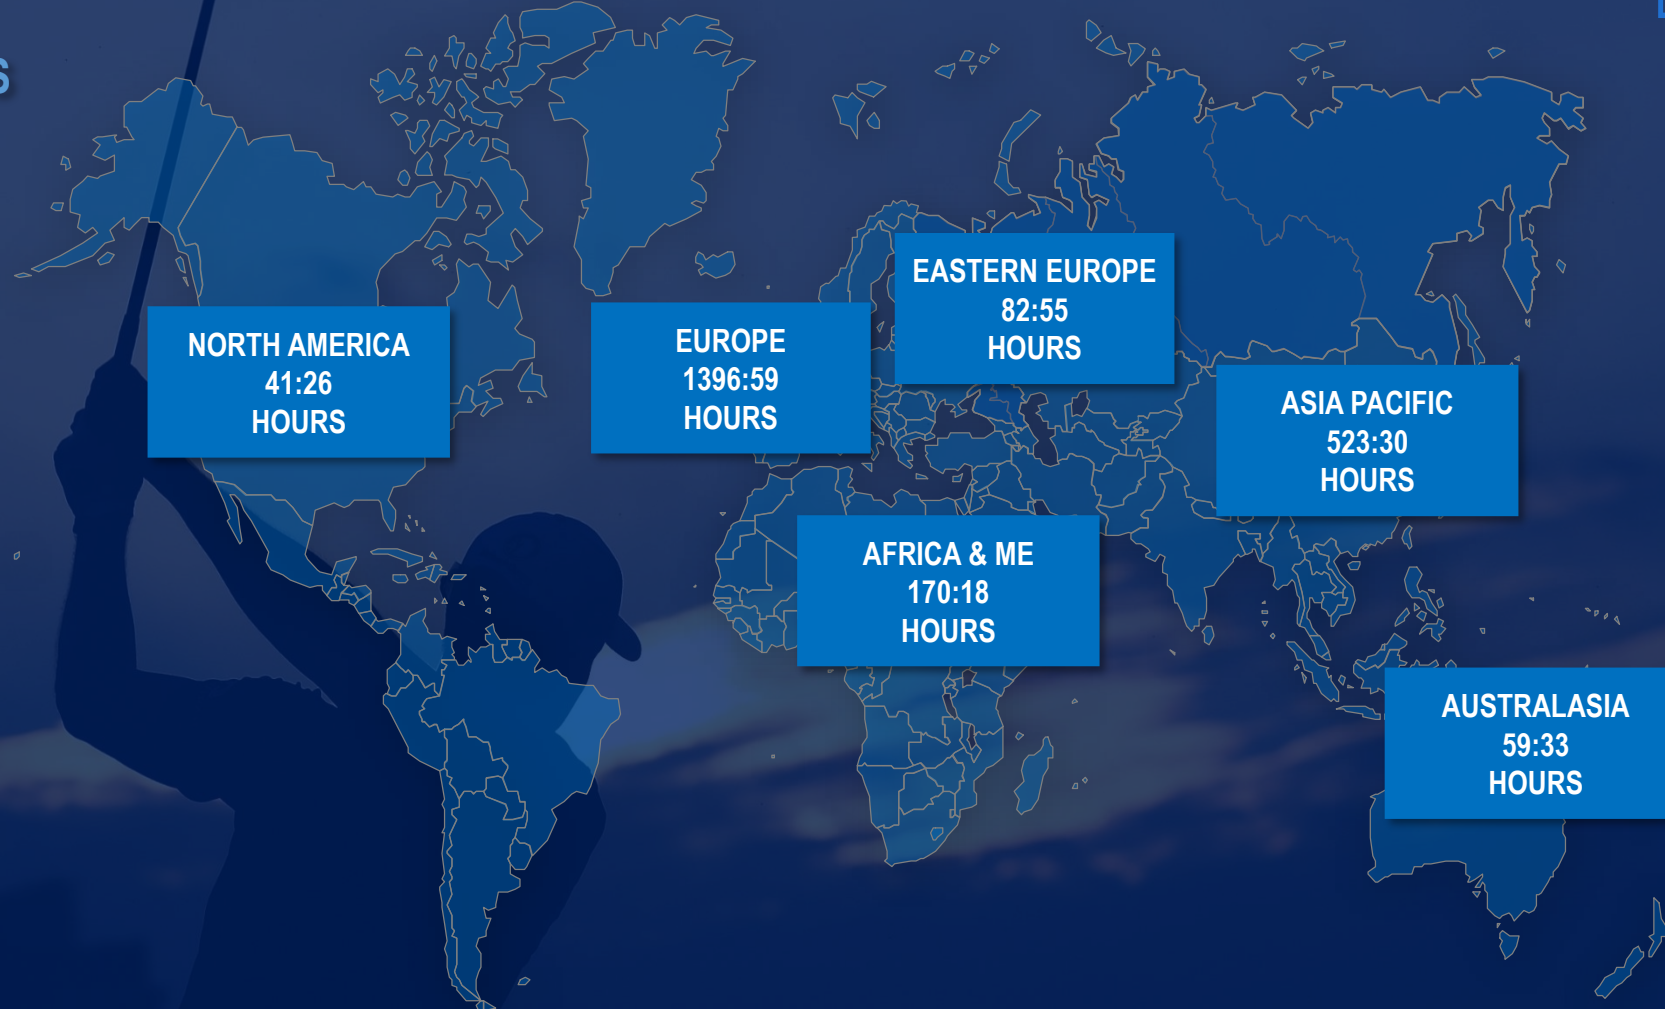 S
EASTERN EUROPE
82:55
HOURS
NORTH AMERICA
41:26
HOURS
EUROPE
1396:59
HOURS
ASIA PACIFIC
523:30
HOURS
AFRICA & ME
170:18
HOURS
AUSTRALASIA
59:33
HOURS